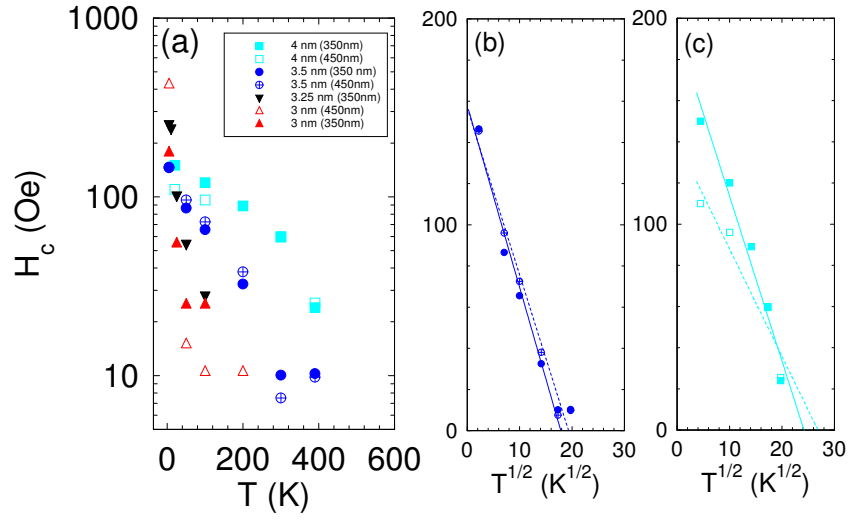 (a)
1000
100
10
H_c (Oe)
0
200
400
600
T (K)
4 nm (350nm)
4 nm (450nm)
3.5 nm (350 nm)
3.5 nm (450nm)
3.25 nm (350nm)
3 nm (450nm)
3 nm (350nm)
(b)
200
100
0
0
10
20
30
T^{1/2} (K^{1/2})
(c)
200
100
0
0
10
20
30
T^{1/2} (K^{1/2})